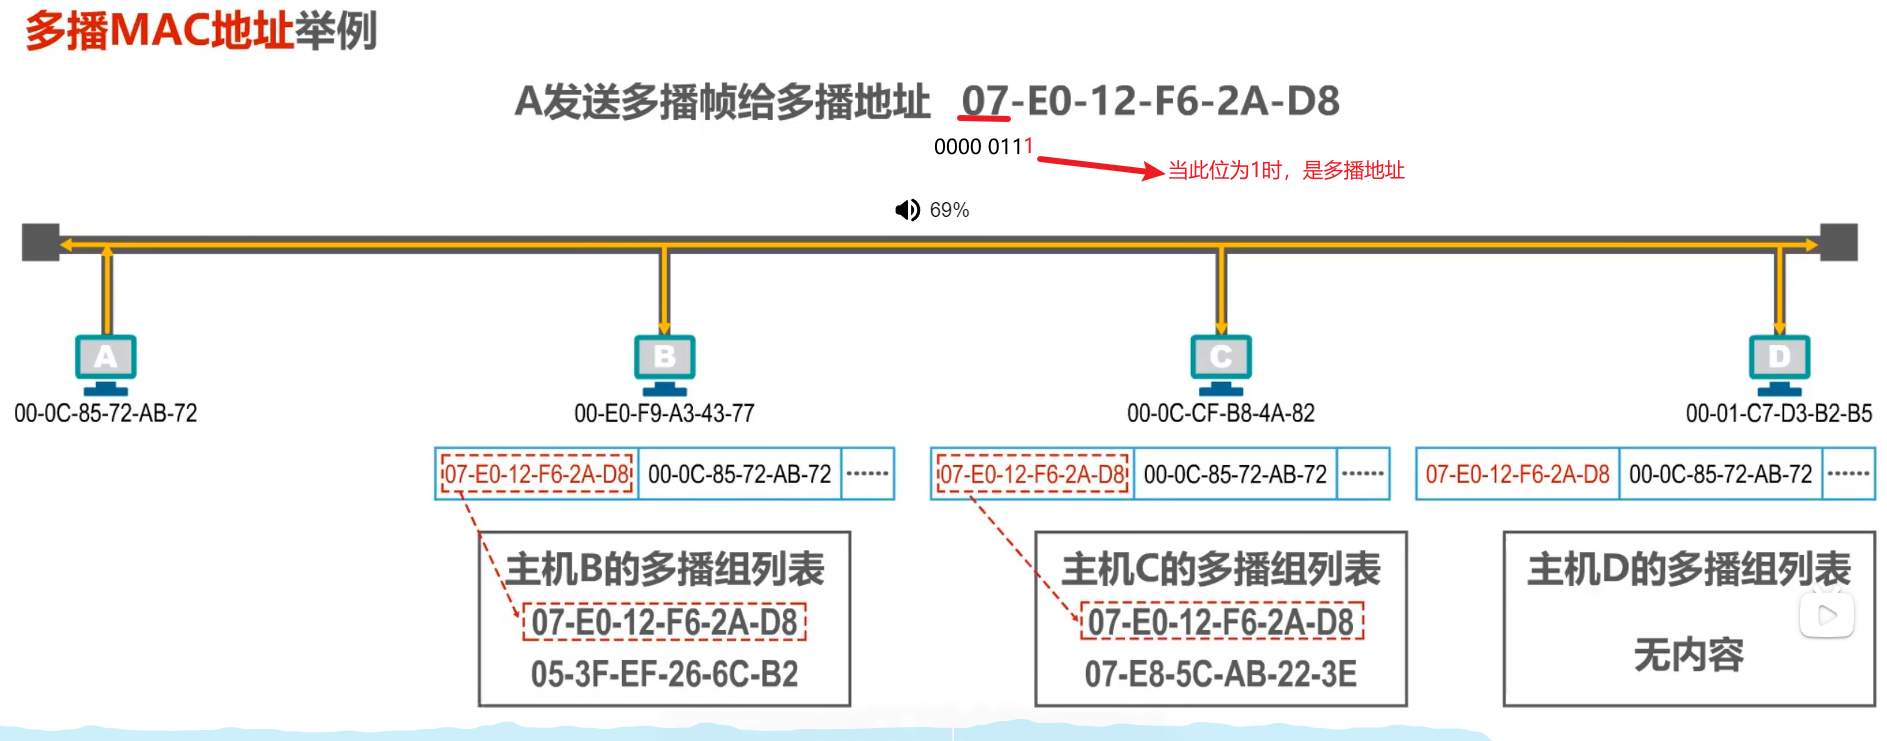 多播MAC地址举例
A发送多播帧给多播地址 07-E0-12-F6-2A-D8
0000 0111
当此位为1时，是多播地址
69%
A B C D
00-0C-85-72-AB-72 00-E0-F9-A3-43-77 00-0C-CF-B8-4A-82 00-01-C7-D3-B2-B5
07-E0-12-F6-2A-D8 00-0C-85-72-AB-72 ······ 07-E0-12-F6-2A-D8 00-0C-85-72-AB-72 ······ 07-E0-12-F6-2A-D8 00-0C-85-72-AB-72 ······
主机B的多播组列表
07-E0-12-F6-2A-D8
05-3F-EF-26-6C-B2
主机C的多播组列表
07-E0-12-F6-2A-D8
07-E8-5C-AB-22-3E
主机D的多播组列表
无内容